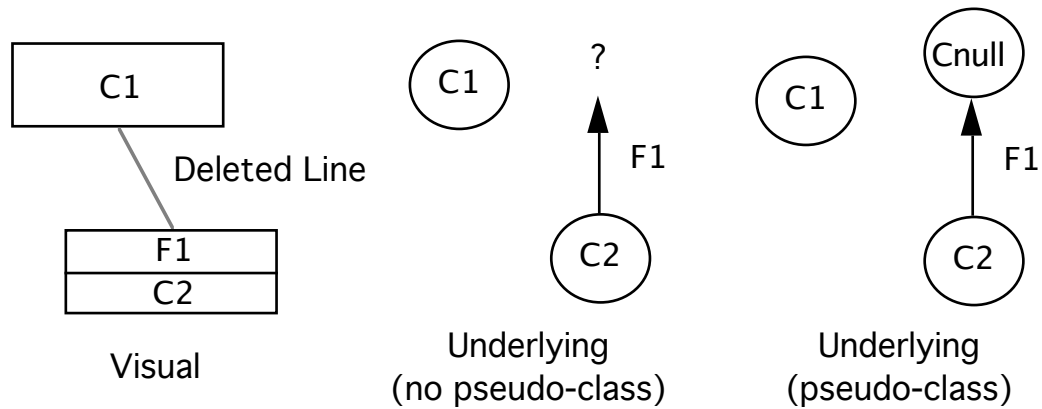 C1
Deleted Line
F1
C2
Visual
C1
?
F1
C2
Underlying
(no pseudo-class)
C1
Cnull
F1
C2
Underlying
(pseudo-class)